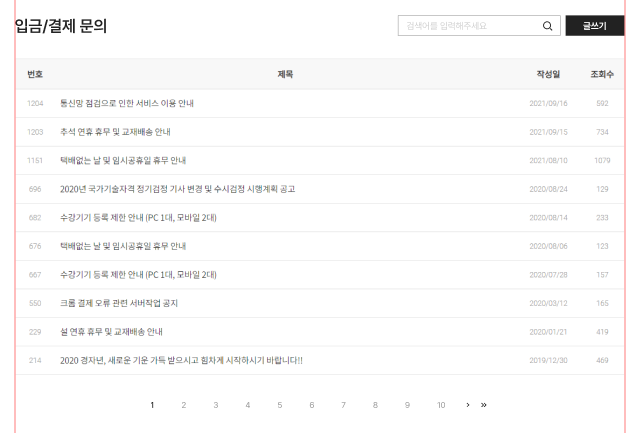 입금/결제 문의
검색어를 입력해주세요
글쓰기
번호 제목 작성일 조회수
1204 통신망 점검으로 인한 서비스 이용 안내 2021/09/16 592
1203 추석 연휴 휴무 및 교재배송 안내 2021/09/15 734
1151 택배없는 날 및 임시공휴일 휴무 안내 2021/08/10 1079
696 2020년 국가기술자격 정기검정 기사 변경 및 수시검정 시행계획 공고 2020/08/24 129
682 수강기기 등록 제한 안내 (PC 1대, 모바일 2대) 2020/08/14 233
676 택배없는 날 및 임시공휴일 휴무 안내 2020/08/06 123
667 수강기기 등록 제한 안내 (PC 1대, 모바일 2대) 2020/07/28 157
550 크롬 결제 오류 관련 서버작업 공지 2020/03/12 165
229 설 연휴 휴무 및 교재배송 안내 2020/01/21 419
214 2020 경자년, 새로운 기운 가득 받으시고 힘차게 시작하시기 바랍니다!! 2019/12/30 469
1 2 3 4 5 6 7 8 9 10 › »